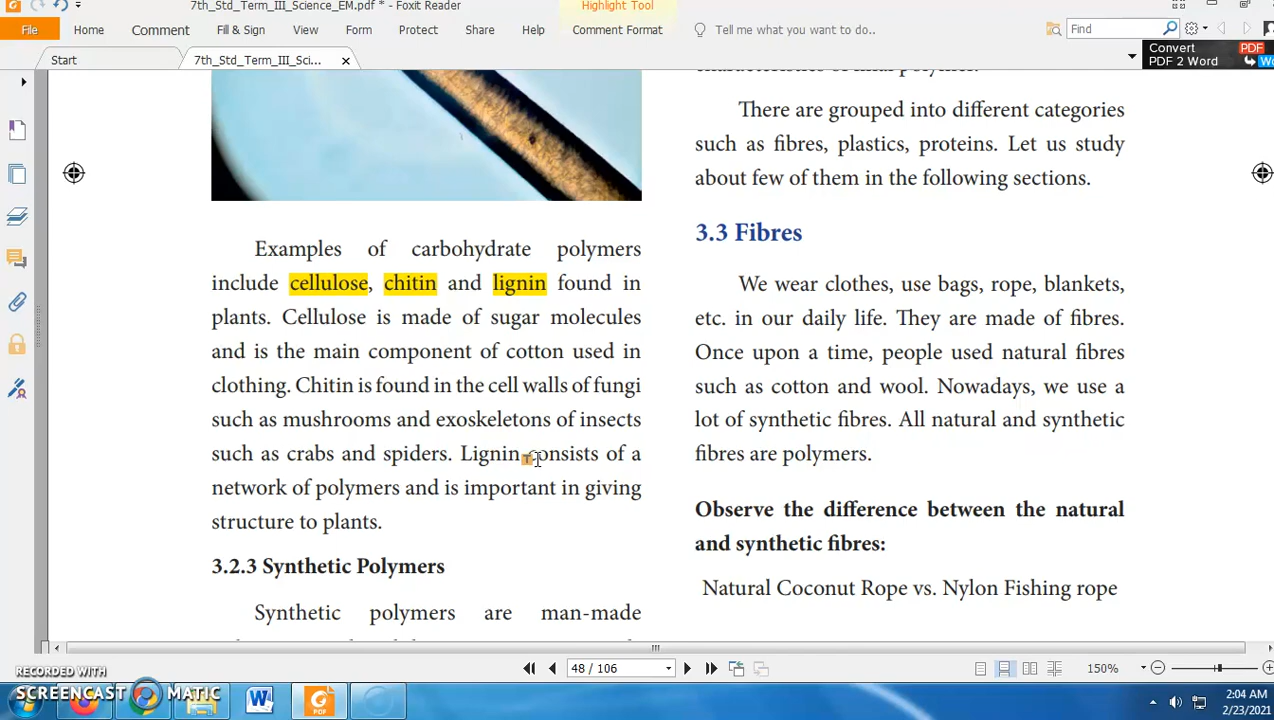 7th_Std_Term_III_Science_EM.pdf * - Foxit Reader
Highlight Tool
File Home Comment Fill & Sign View Form Protect Share Help Comment Format Tell me what you want to do.. Find
Start 7th_Std_Term_III_Sci...
Convert PDF
PDF 2 Word
Examples of carbohydrate polymers
include cellulose, chitin and lignin found in
plants. Cellulose is made of sugar molecules
and is the main component of cotton used in
clothing. Chitin is found in the cell walls of fungi
such as mushrooms and exoskeletons of insects
such as crabs and spiders. Lignin consists of a
network of polymers and is important in giving
structure to plants.
3.2.3 Synthetic Polymers
Synthetic polymers are man-made
There are grouped into different categories
such as fibres, plastics, proteins. Let us study
about few of them in the following sections.
3.3 Fibres
We wear clothes, use bags, rope, blankets,
etc. in our daily life. They are made of fibres.
Once upon a time, people used natural fibres
such as cotton and wool. Nowadays, we use a
lot of synthetic fibres. All natural and synthetic
fibres are polymers.
Observe the difference between the natural
and synthetic fibres:
Natural Coconut Rope vs. Nylon Fishing rope
48 / 106
150%
RECORDED WITH
SCREENCAST MATIC
2:04 AM
2/23/2021